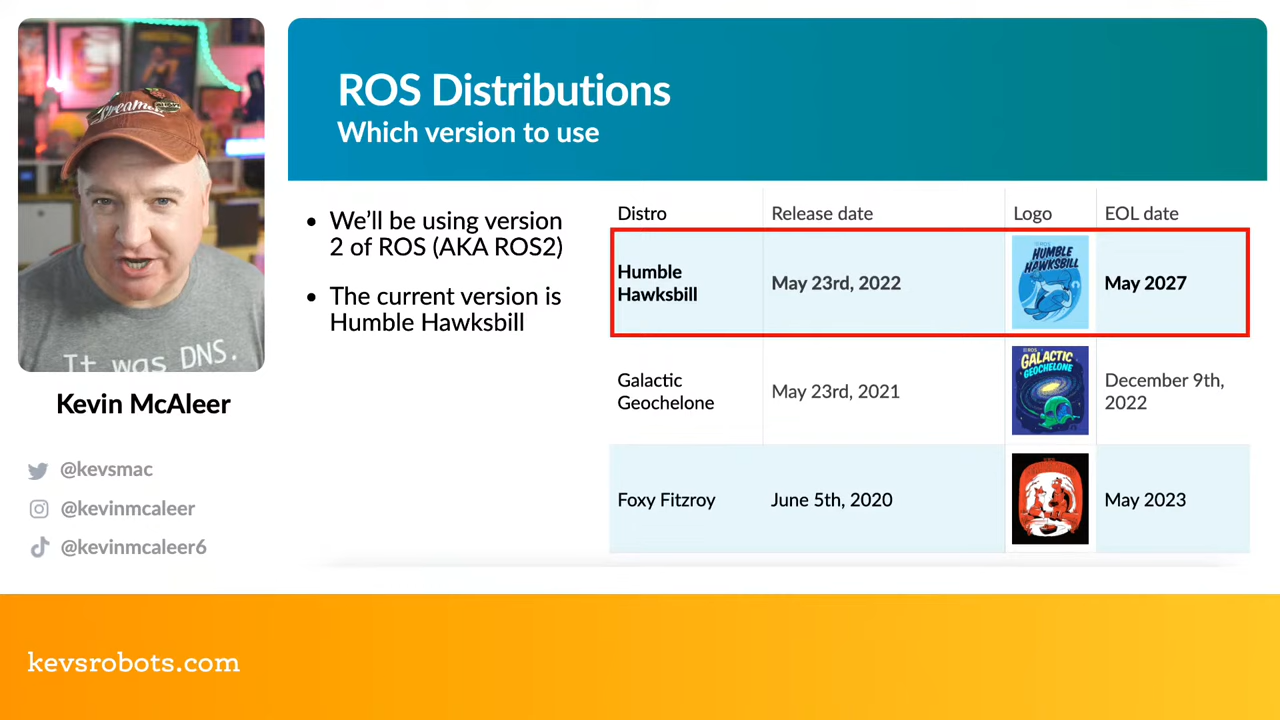 Streamer
It was DNS.
Kevin McAleer
@kevsmac
@kevinmcaleer
@kevinmcaleer6
ROS Distributions
Which version to use
• We’ll be using version
2 of ROS (AKA ROS2)
• The current version is
Humble Hawksbill
Distro Release date Logo EOL date
Humble
Hawksbill
May 23rd, 2022
HUMBLE
HAWKSBILL
May 2027
Galactic
Geochelone
May 23rd, 2021
GALACTIC
GEOCHELONE
December 9th,
2022
Foxy Fitzroy
June 5th, 2020
May 2023
kevsrobots.com